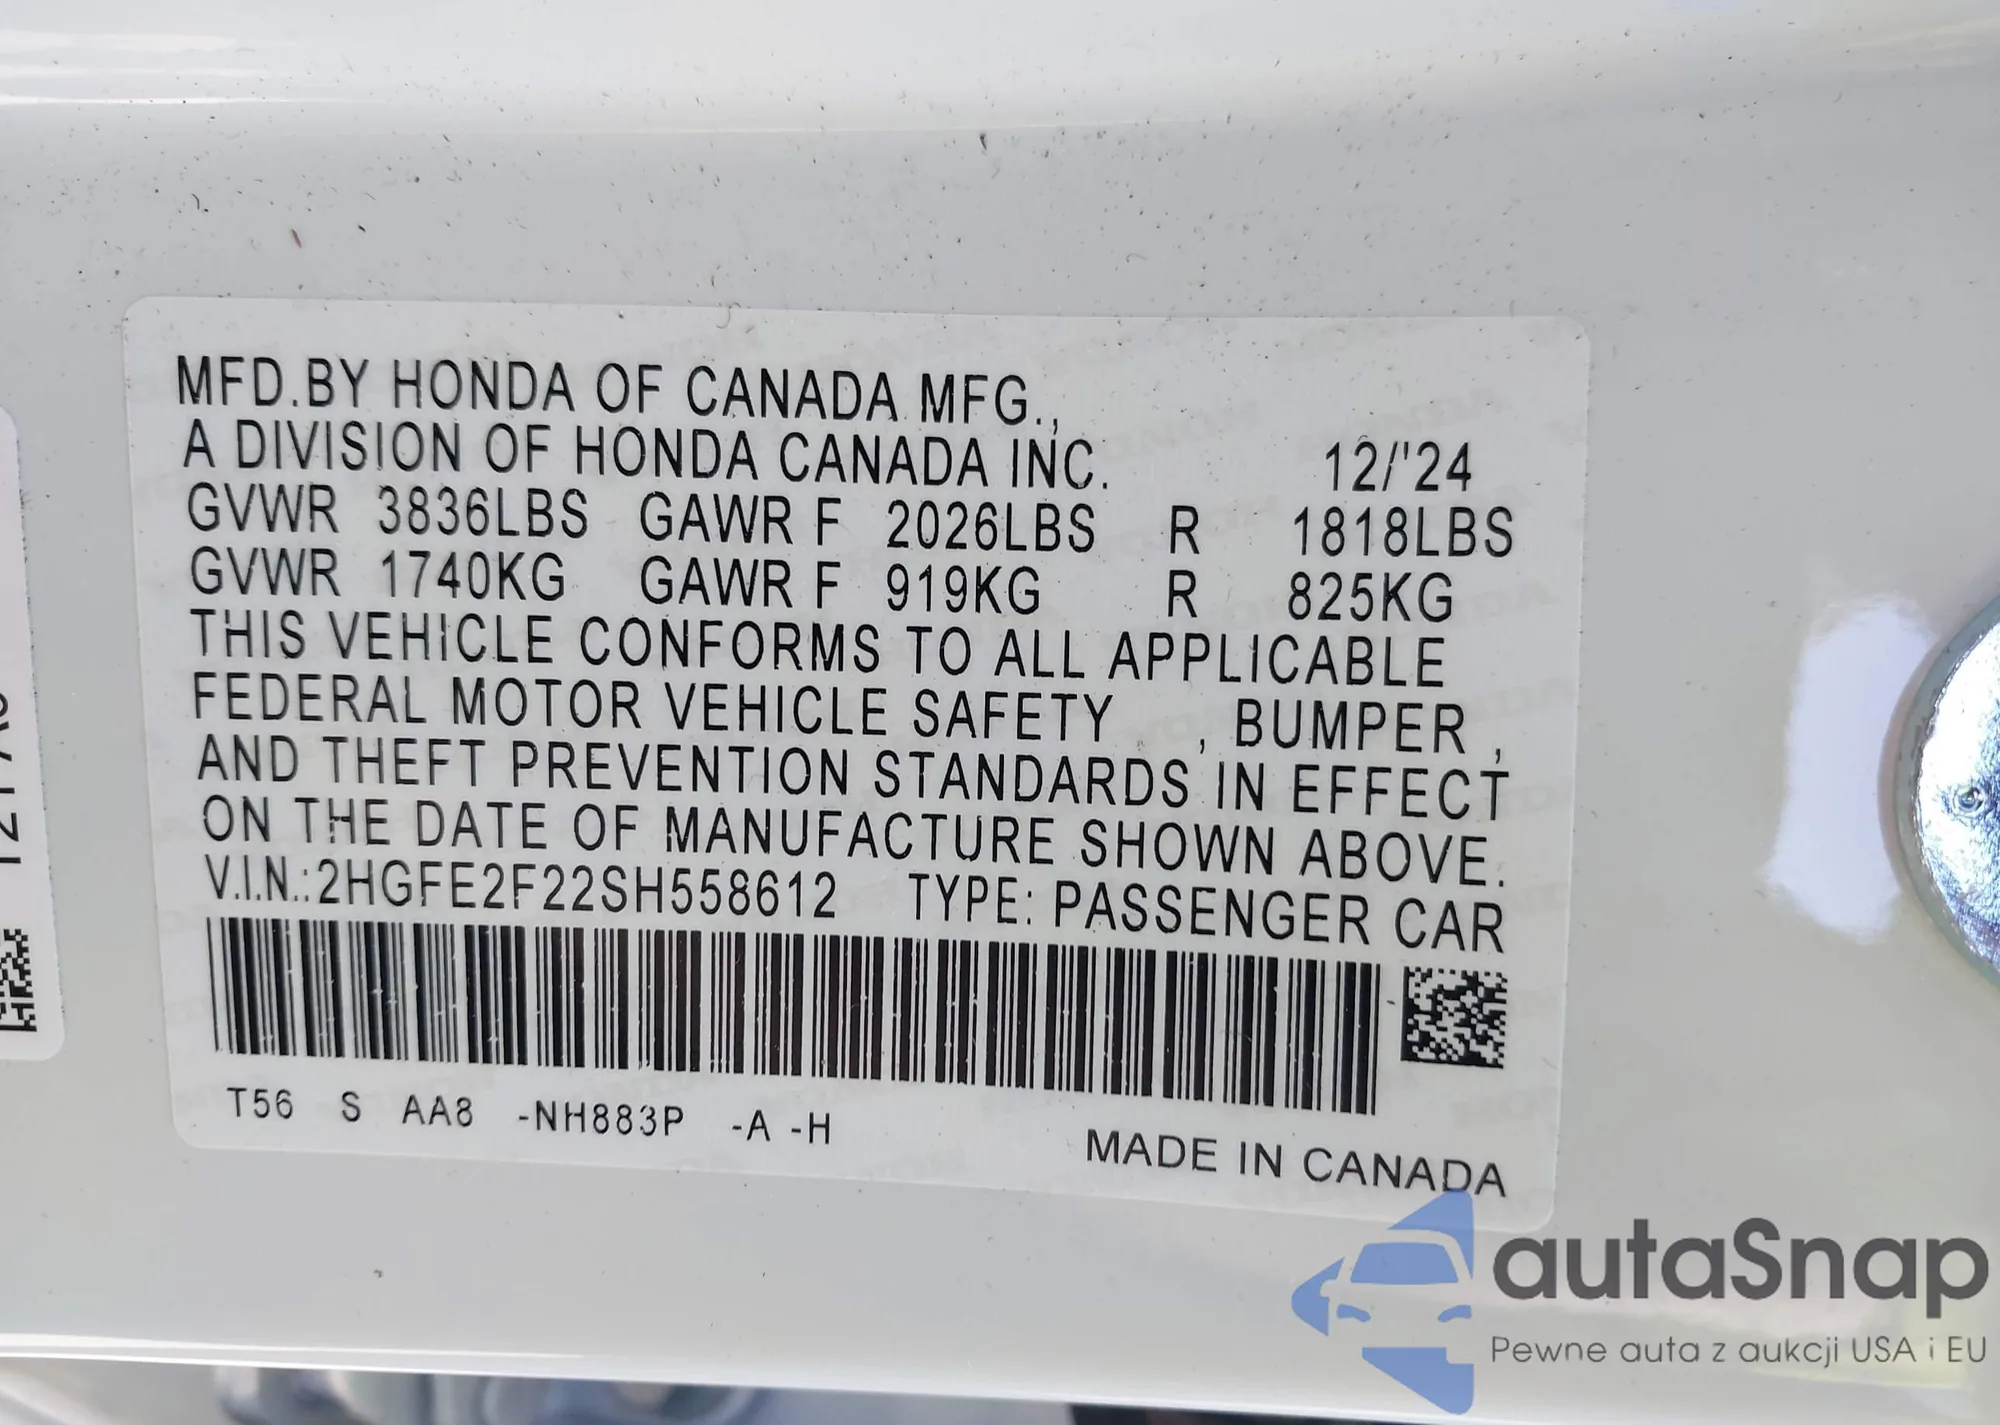 MFD.BY HONDA OF CANADA MFG.,
A DIVISION OF HONDA CANADA INC. 12/'24
GVWR 3836LBS GAWR F 2026LBS R 1818LBS
GVWR 1740KG GAWR F 919KG R 825KG
THIS VEHICLE CONFORMS TO ALL APPLICABLE
FEDERAL MOTOR VEHICLE SAFETY , BUMPER ,
AND THEFT PREVENTION STANDARDS IN EFFECT
ON THE DATE OF MANUFACTURE SHOWN ABOVE.
V.I.N.:2HGFE2F22SH558612 TYPE: PASSENGER CAR
T56 S AA8 -NH883P -A -H
MADE IN CANADA
autaSnap
Pewne auta z aukcji USA i EU